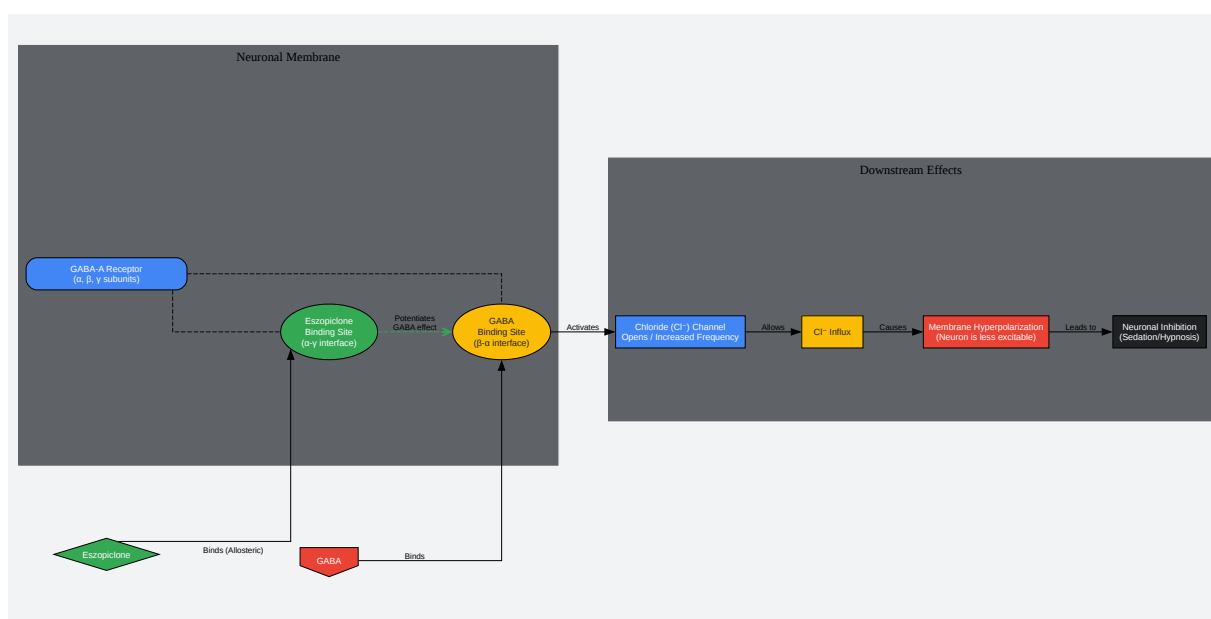 Neuronal Membrane
Downstream Effects
GABA-A Receptor
(α, β, γ subunits)
Eszopiclone
Binding Site
(α-γ interface)
Potentiates
GABA effect
GABA
Binding Site
(β-α interface)
Activates
Chloride (Cl⁻) Channel
Opens / Increased Frequency
Allows
Cl⁻ Influx
Causes
Membrane Hyperpolarization
(Neuron is less excitable)
Leads to
Neuronal Inhibition
(Sedation/Hypnosis)
Eszopiclone
Binds (Allosteric)
GABA
Binds